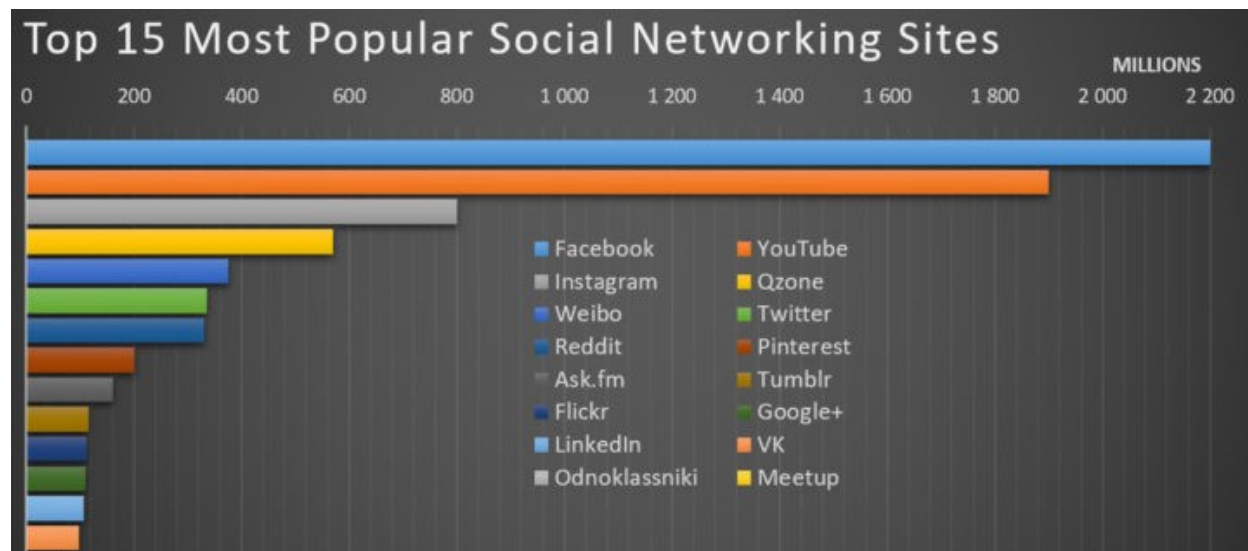 Top 15 Most Popular Social Networking Sites
MILLIONS
0 200 400 600 800 1 000 1 200 1 400 1 600 1 800 2 000 2 200
Facebook YouTube
Instagram Qzone
Weibo Twitter
Reddit Pinterest
Ask.fm Tumblr
Flickr Google+
LinkedIn VK
Odnoklassniki Meetup